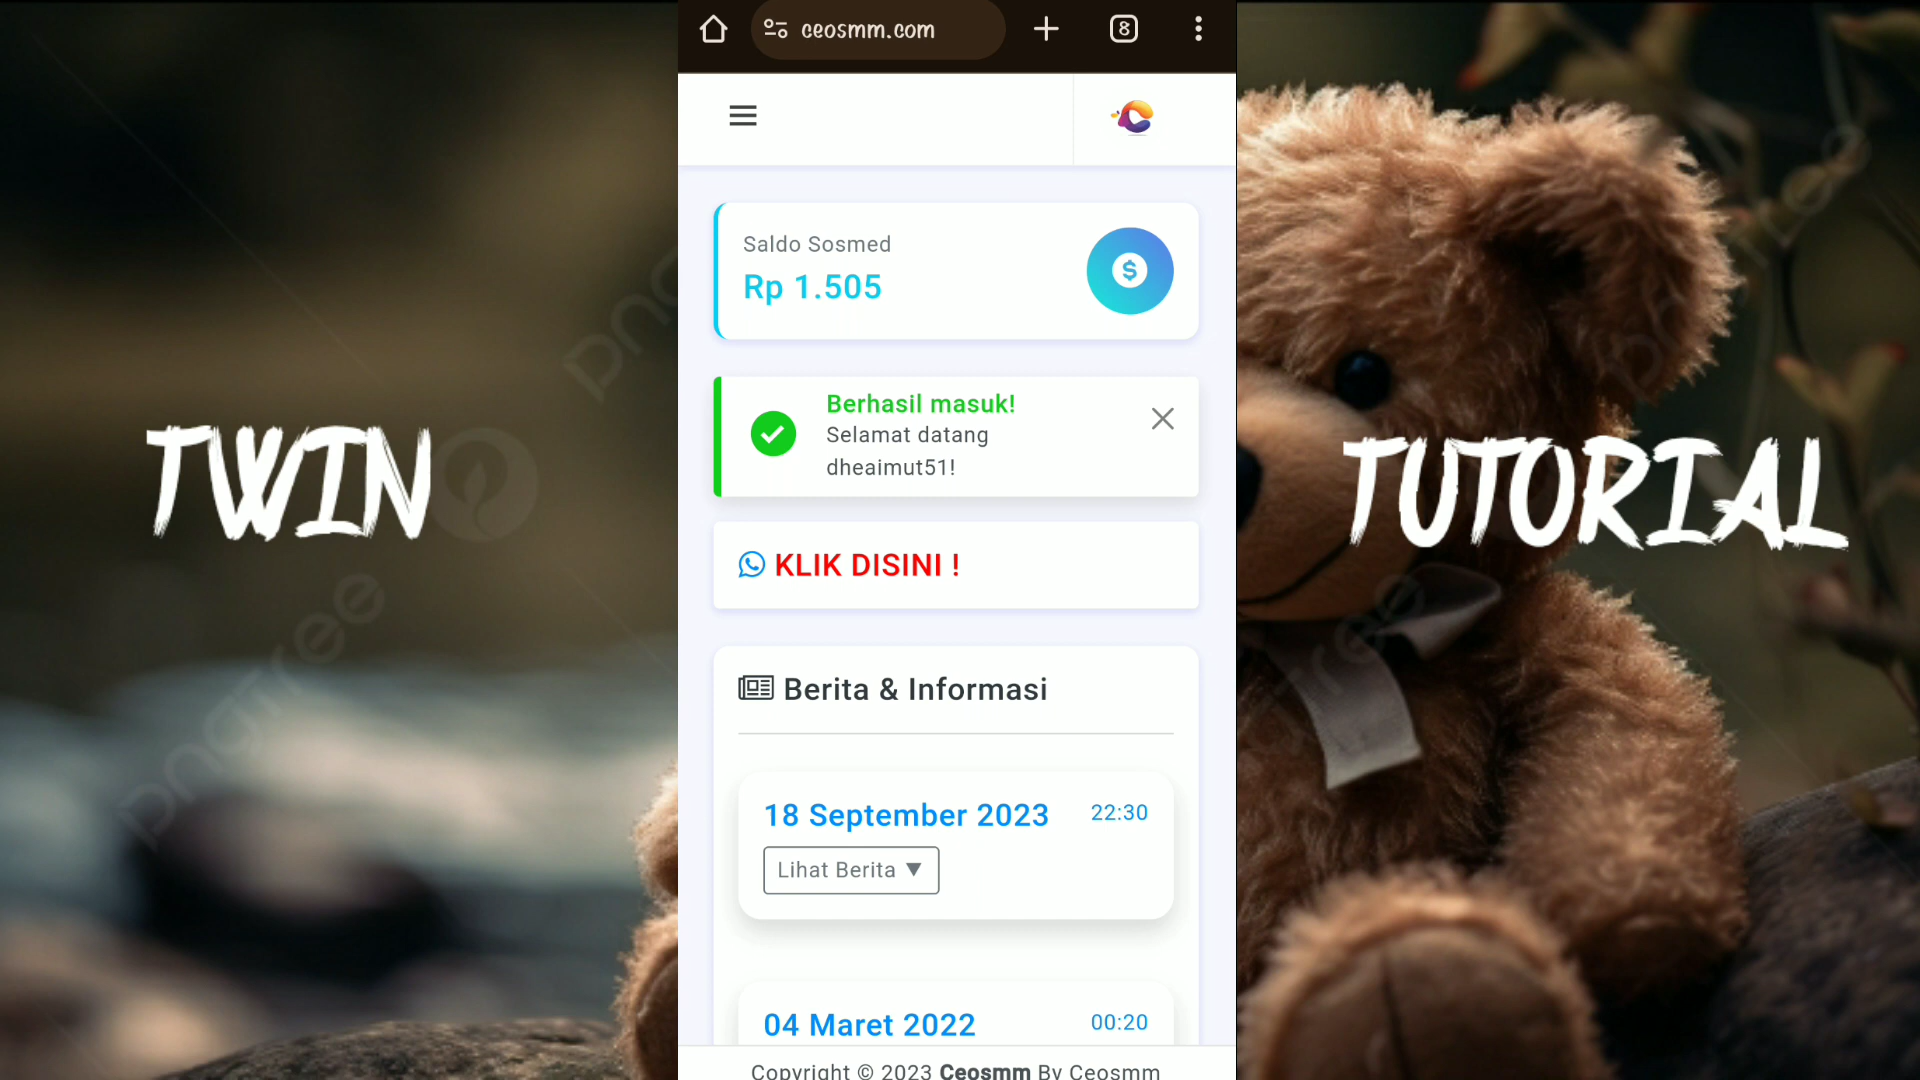 8
ceosmm.com
Saldo Sosmed
Rp 1.505
Berhasil masuk!
Selamat datang
dheaimut51!
KLIK DISINI !
Berita & Informasi
18 September 2023
22:30
Lihat Berita ▼
04 Maret 2022
00:20
Copyright © 2023 Ceosmm By Ceosmm
TWIN
TUTORIAL
pngtree